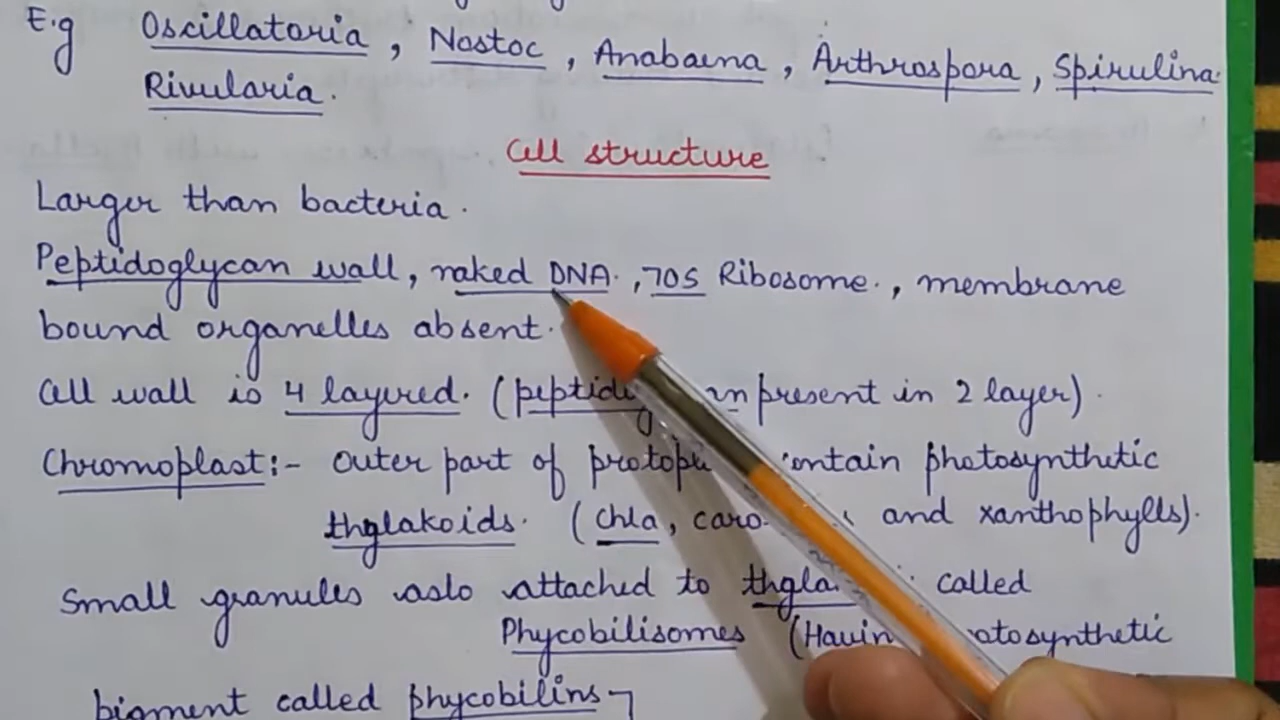 E.g Oscillatoria, Nostoc, Anabaena, Arthrospora, Spirulina
Rivularia.
Cell structure
Larger than bacteria.
Peptidoglycan wall, naked DNA, 70S Ribosome, membrane
bound organelles absent.
Cell wall is 4 layered. (present in 2 layer).
Chromoplast:- Outer part of photosynthetic
thylakoids. (chla, and xanthophylls).
Small granules aslo attached to called
Phycobilisomes
pigment called phycobilins